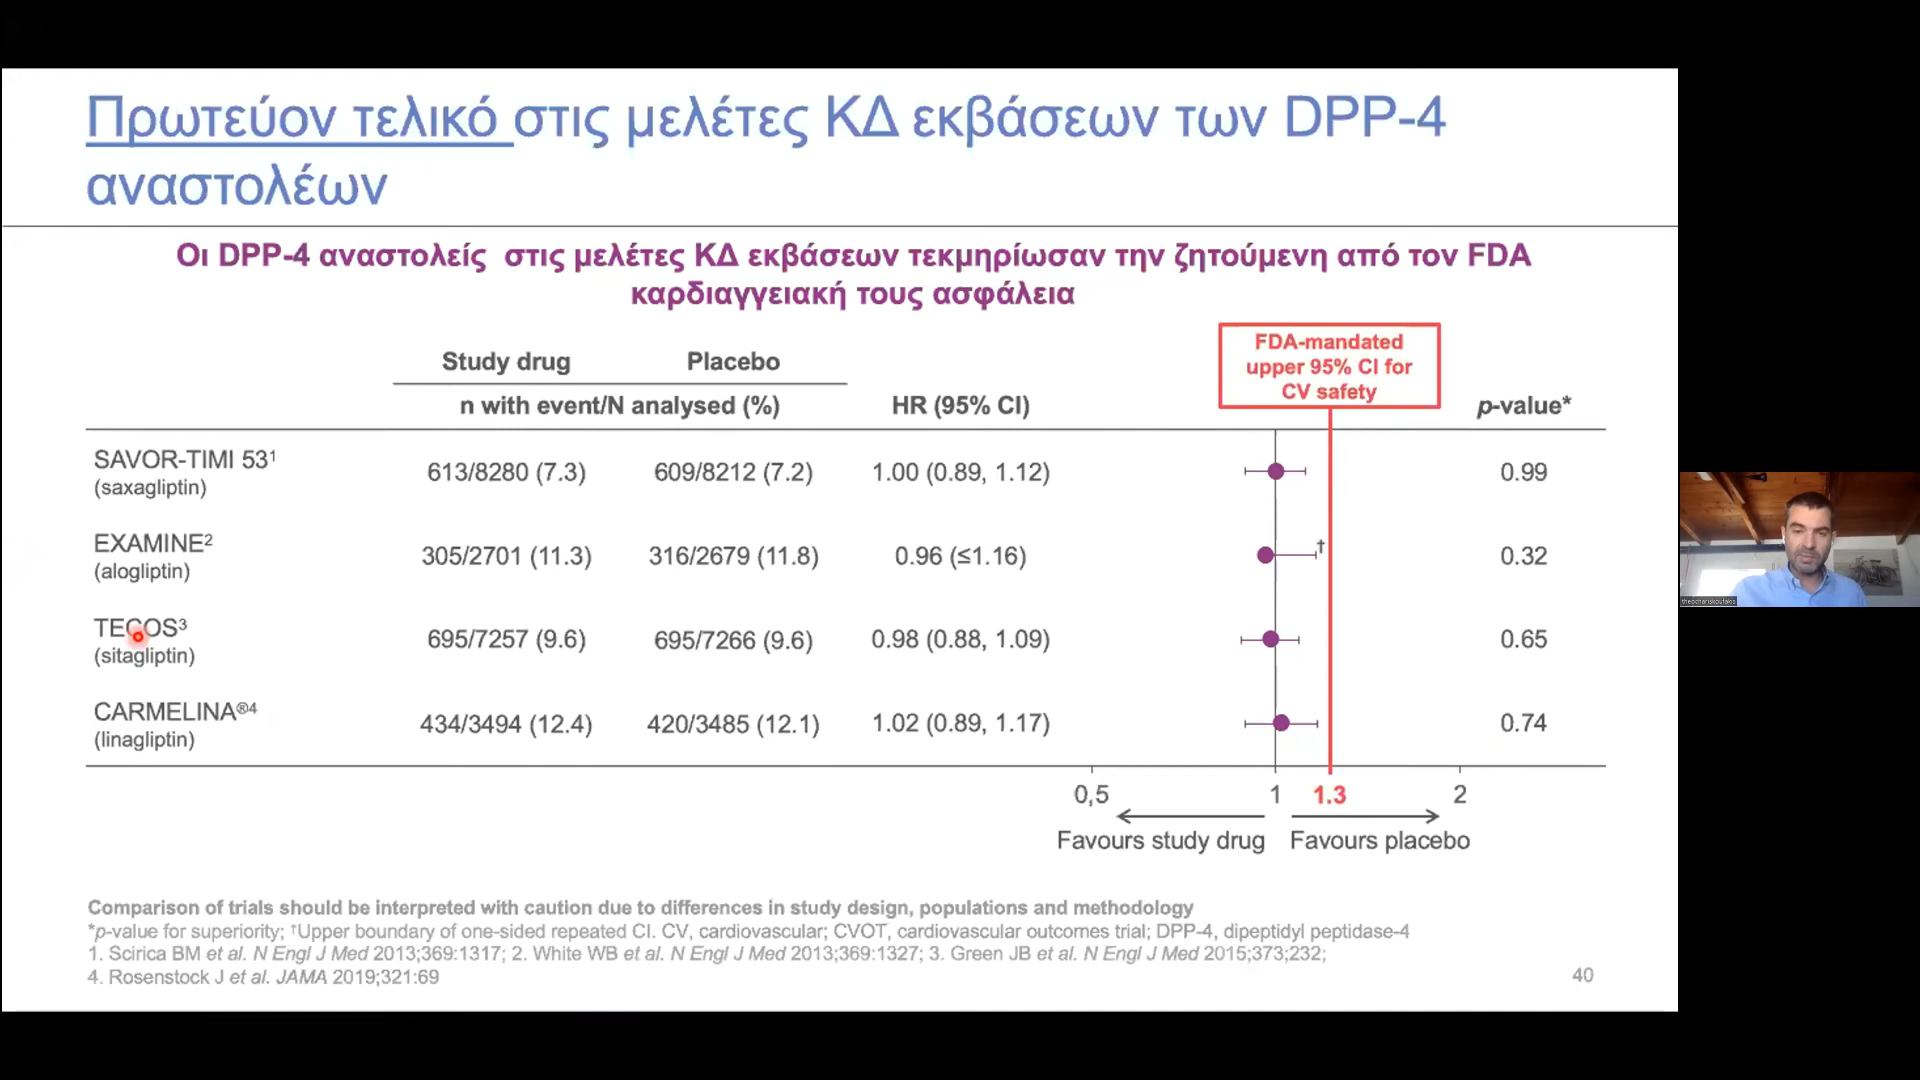 Πρωτεύον τελικό στις μελέτες ΚΔ εκβάσεων των DPP-4
αναστολέων
Οι DPP-4 αναστολείς στις μελέτες ΚΔ εκβάσεων τεκμηρίωσαν την ζητούμενη από τον FDA
καρδιαγγειακή τους ασφάλεια
FDA-mandated
upper 95% CI for
CV safety
Study drug Placebo
n with event/N analysed (%) HR (95% CI) p-value*
SAVOR-TIMI 53¹
(saxagliptin)
613/8280 (7.3) 609/8212 (7.2) 1.00 (0.89, 1.12) 0.99
EXAMINE²
(alogliptin)
305/2701 (11.3) 316/2679 (11.8) 0.96 (≤1.16) † 0.32
TECOS³
(sitagliptin)
695/7257 (9.6) 695/7266 (9.6) 0.98 (0.88, 1.09) 0.65
CARMELINA®⁴
(linagliptin)
434/3494 (12.4) 420/3485 (12.1) 1.02 (0.89, 1.17) 0.74
0,5 1 1.3 2
Favours study drug Favours placebo
Comparison of trials should be interpreted with caution due to differences in study design, populations and methodology
*p-value for superiority; †Upper boundary of one-sided repeated CI. CV, cardiovascular; CVOT, cardiovascular outcomes trial; DPP-4, dipeptidyl peptidase-4
1. Scirica BM et al. N Engl J Med 2013;369:1317; 2. White WB et al. N Engl J Med 2013;369:1327; 3. Green JB et al. N Engl J Med 2015;373;232;
4. Rosenstock J et al. JAMA 2019;321:69
40